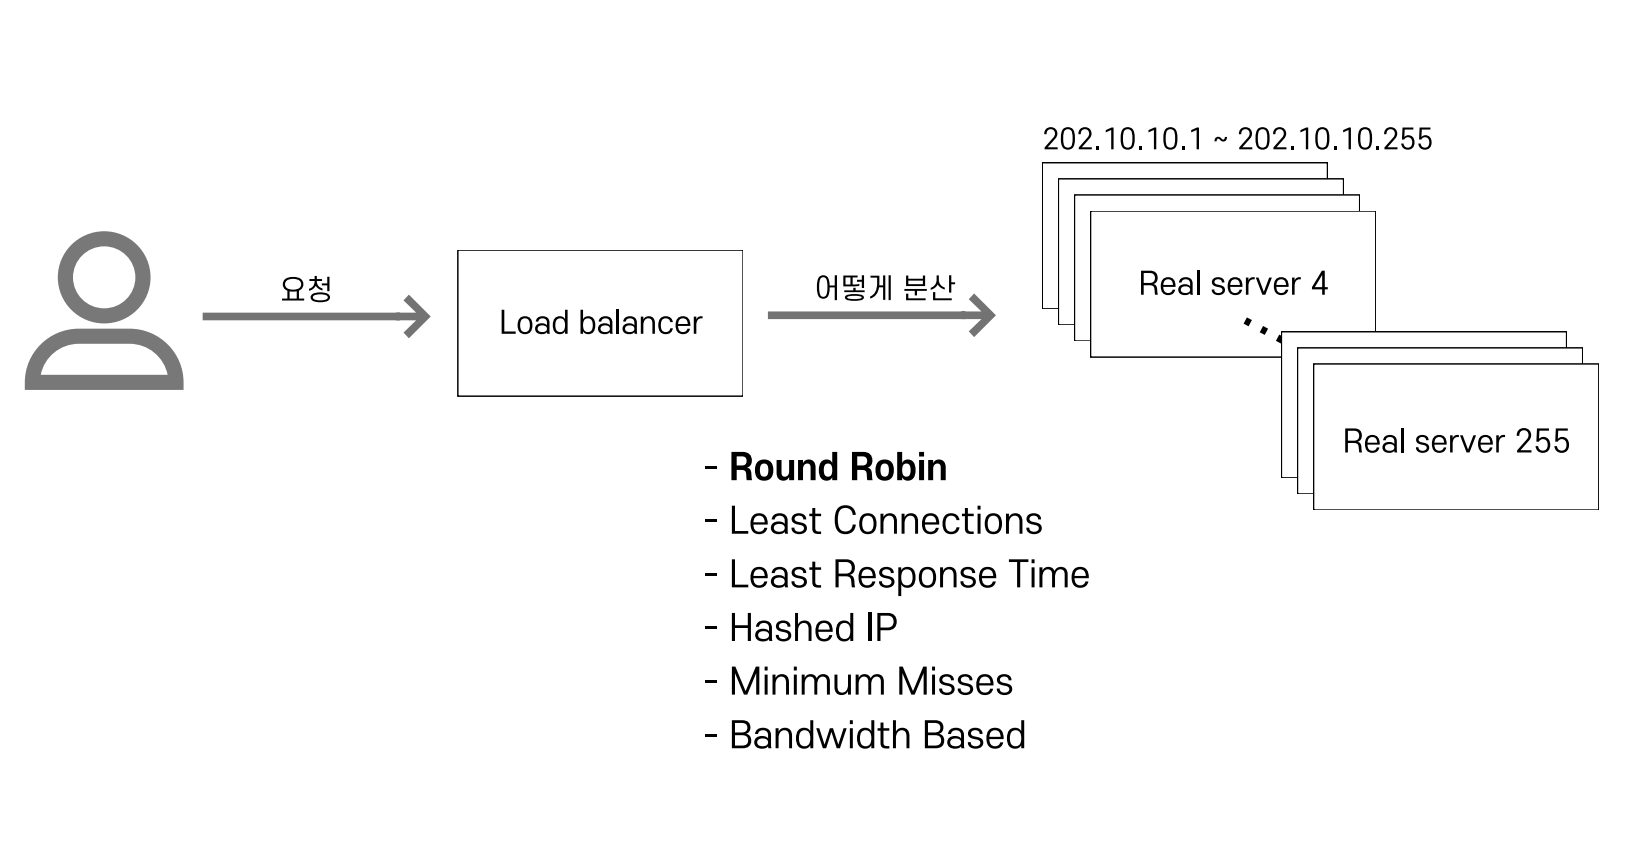 202.10.10.1 ~ 202.10.10.255
요청
Load balancer
어떻게 분산
Real server 4
Real server 255
- Round Robin
- Least Connections
- Least Response Time
- Hashed IP
- Minimum Misses
- Bandwidth Based